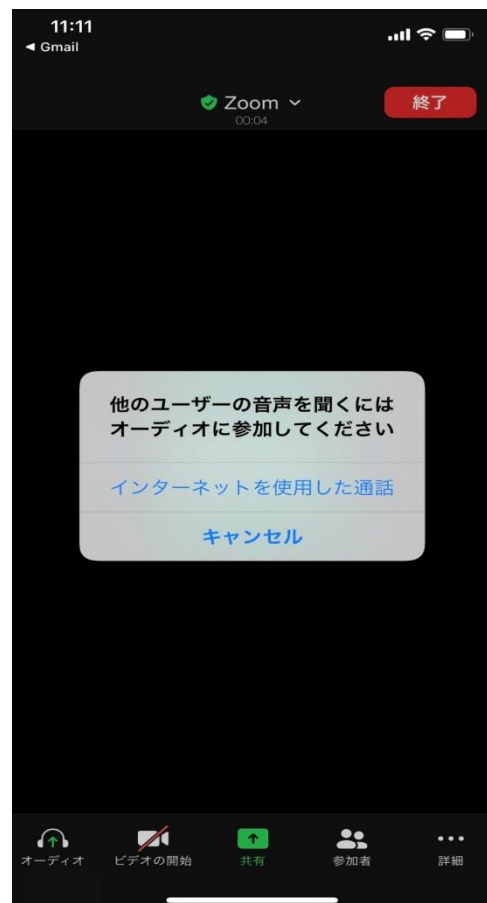 11:11
◀ Gmail
Zoom
終了
00:04
他のユーザーの音声を聞くには
オーディオに参加してください
インターネットを使用した通話
キャンセル
オーディオ
ビデオの開始
共有
参加者
詳細